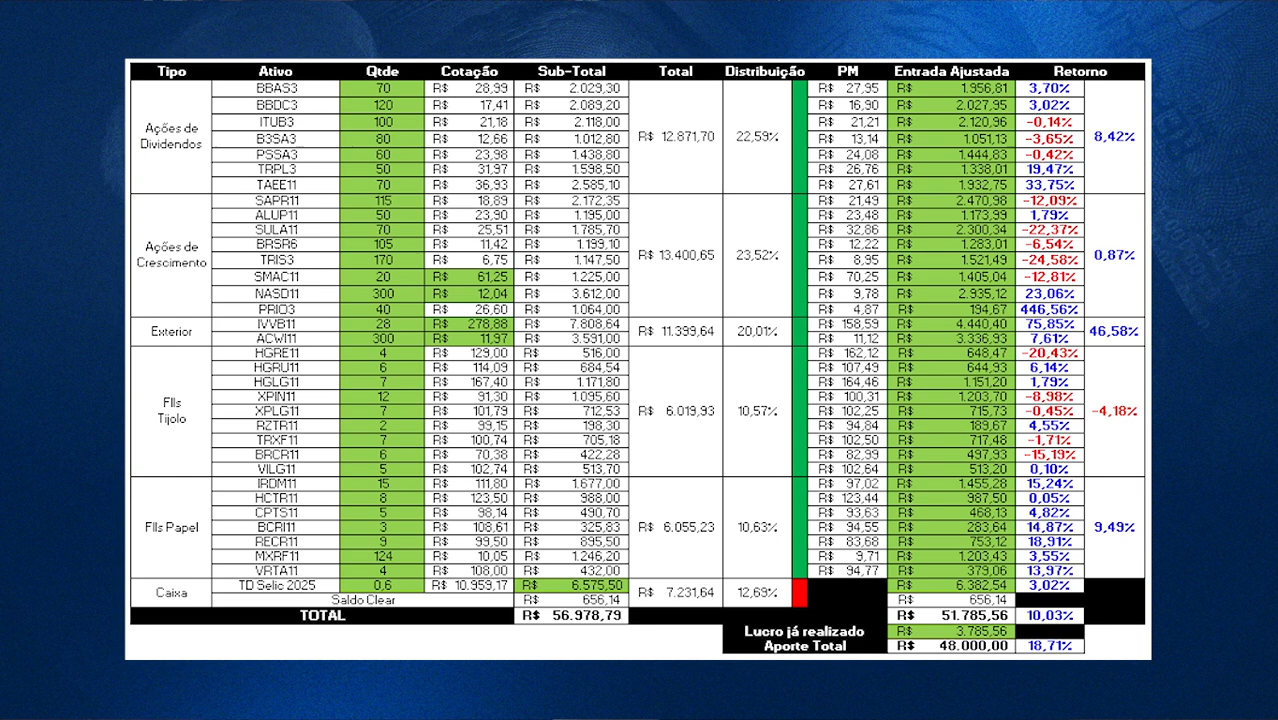 Tipo Ativo Qtde Cotação Sub-Total Total Distribuição PM Entrada Ajustada Retorno
BBAS3 70 R$ 28,99 R$ 2.029,30 R$ 27,95 R$ 1.956,81 3,70%
BBDC3 120 R$ 17,41 R$ 2.089,20 R$ 16,90 R$ 2.027,95 3,02%
ITUB3 100 R$ 21,18 R$ 2.118,00 R$ 21,21 R$ 2.120,96 -0,14%
Ações de Dividendos B3SA3 80 R$ 12,66 R$ 1.012,80 R$ 12.871,70 22,59% R$ 13,14 R$ 1.051,13 -3,65% 8,42%
PSSA3 60 R$ 23,98 R$ 1.438,80 R$ 24,08 R$ 1.444,83 -0,42%
TRPL3 50 R$ 31,97 R$ 1.598,50 R$ 26,76 R$ 1.338,01 19,47%
TAEE11 70 R$ 36,93 R$ 2.585,10 R$ 27,61 R$ 1.932,75 33,75%
SAPR11 115 R$ 18,89 R$ 2.172,35 R$ 21,49 R$ 2.470,98 -12,09%
ALUP11 50 R$ 23,90 R$ 1.195,00 R$ 23,48 R$ 1.173,99 1,79%
SULA11 70 R$ 25,51 R$ 1.785,70 R$ 32,86 R$ 2.300,34 -22,37%
BRSR6 105 R$ 11,42 R$ 1.199,10 R$ 12,22 R$ 1.283,01 -6,54%
Ações de Crescimento TRIS3 170 R$ 6,75 R$ 1.147,50 R$ 13.400,65 23,52% R$ 8,95 R$ 1.521,49 -24,58% 0,87%
SMAC11 20 R$ 61,25 R$ 1.225,00 R$ 70,25 R$ 1.405,04 -12,81%
NASD11 300 R$ 12,04 R$ 3.612,00 R$ 9,78 R$ 2.935,12 23,06%
PRIO3 40 R$ 26,60 R$ 1.064,00 R$ 4,87 R$ 194,67 446,56%
Exterior IVVB11 28 R$ 278,88 R$ 7.808,64 R$ 11.399,64 20,01% R$ 158,59 R$ 4.440,40 75,85% 46,58%
ACWI11 300 R$ 11,97 R$ 3.591,00 R$ 11,12 R$ 3.336,93 7,61%
HGRE11 4 R$ 129,00 R$ 516,00 R$ 162,12 R$ 648,47 -20,43%
HGRU11 6 R$ 114,09 R$ 684,54 R$ 107,49 R$ 644,93 6,14%
HGLG11 7 R$ 167,40 R$ 1.171,80 R$ 164,46 R$ 1.151,20 1,79%
XPIN11 12 R$ 91,30 R$ 1.095,60 R$ 100,31 R$ 1.203,70 -8,98%
FIIs Tijolo XPLG11 7 R$ 101,79 R$ 712,53 R$ 6.019,93 10,57% R$ 102,25 R$ 715,73 -0,45% -4,18%
RZTR11 2 R$ 99,15 R$ 198,30 R$ 94,84 R$ 189,67 4,55%
TRXF11 7 R$ 100,74 R$ 705,18 R$ 102,50 R$ 717,48 -1,71%
BRCR11 6 R$ 70,38 R$ 422,28 R$ 82,99 R$ 497,93 -15,19%
VILG11 5 R$ 102,74 R$ 513,70 R$ 102,64 R$ 513,20 0,10%
IRDM11 15 R$ 111,80 R$ 1.677,00 R$ 97,02 R$ 1.455,28 15,24%
HCTR11 8 R$ 123,50 R$ 988,00 R$ 123,44 R$ 987,50 0,05%
CPTS11 5 R$ 98,14 R$ 490,70 R$ 93,63 R$ 468,13 4,82%
FIIs Papel BCRI11 3 R$ 108,61 R$ 325,83 R$ 6.055,23 10,63% R$ 94,55 R$ 283,64 14,87% 9,49%
RECR11 9 R$ 99,50 R$ 895,50 R$ 83,68 R$ 753,12 18,91%
MXRF11 124 R$ 10,05 R$ 1.246,20 R$ 9,71 R$ 1.203,43 3,55%
VRTA11 4 R$ 108,00 R$ 432,00 R$ 94,77 R$ 379,06 13,97%
Caixa TD Selic 2025 0,6 R$ 10.959,17 R$ 6.575,50 R$ 7.231,64 12,69% R$ 6.382,54 3,02%
Saldo Clear R$ 656,14 R$ 656,14
TOTAL R$ 56.978,79 R$ 51.785,56 10,03%
Lucro já realizado R$ 3.785,56
Aporte Total R$ 48.000,00 18,71%